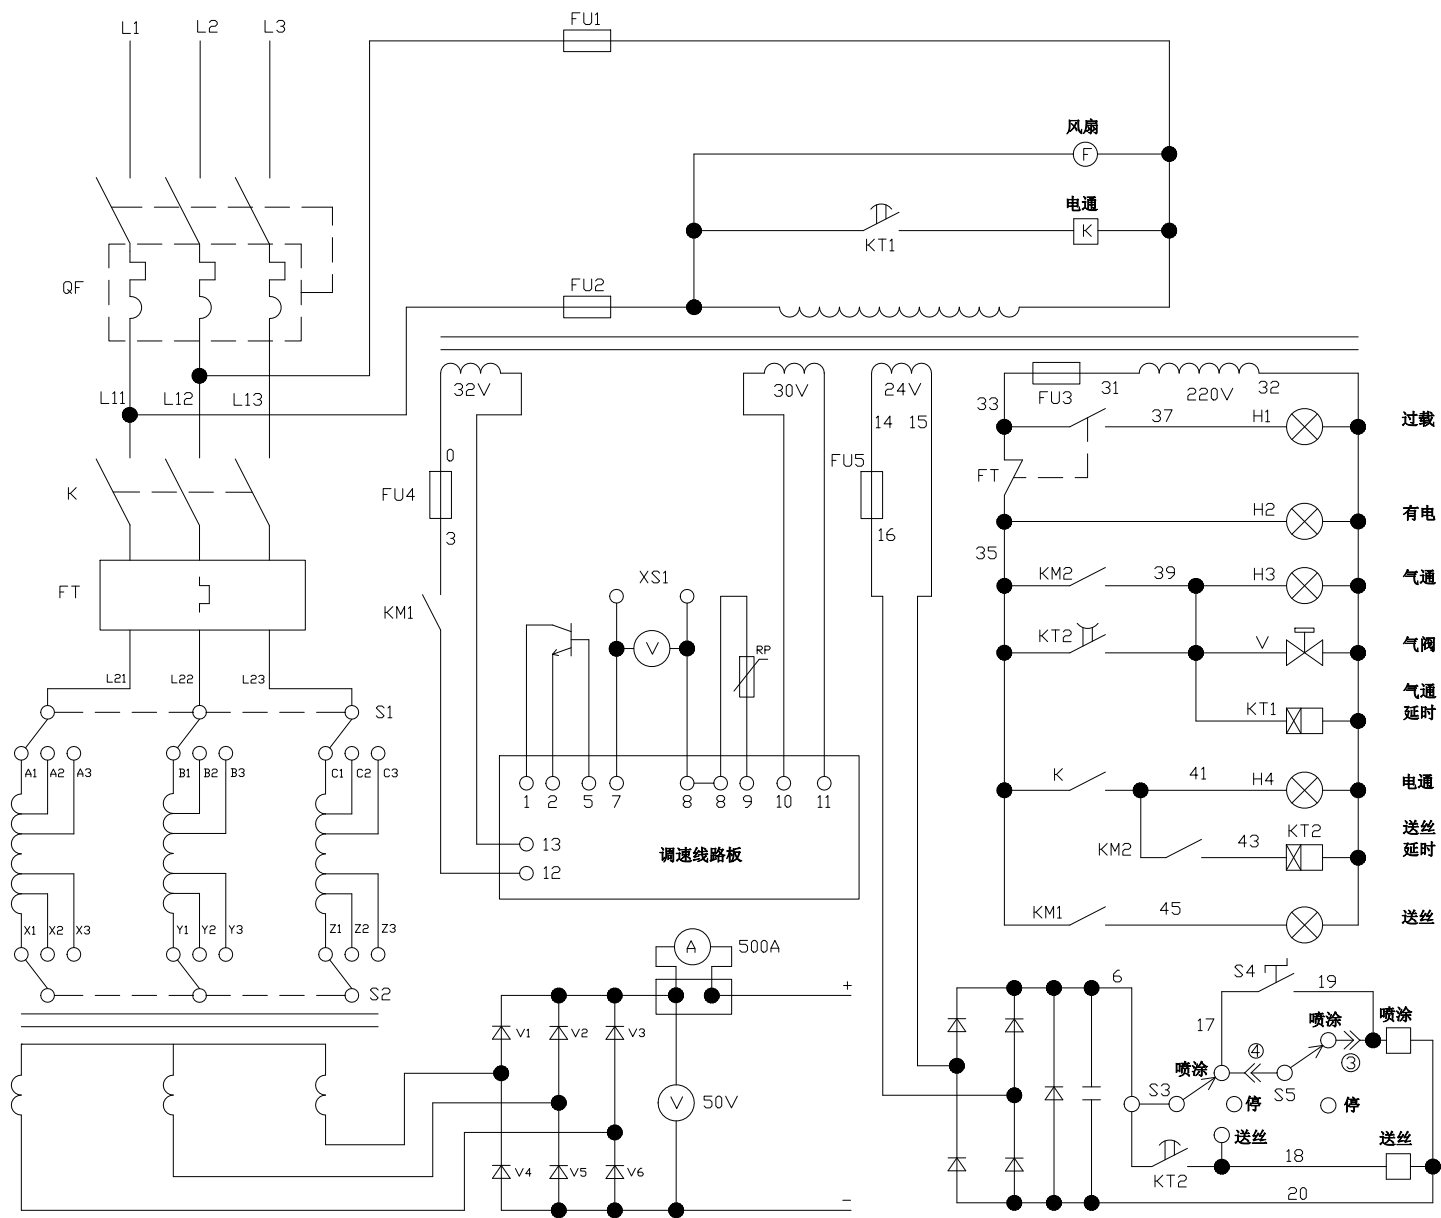 L1 L2 L3 FU1
风扇
F
电通
KT1 K
QF FU2
L11 L12 L13
32V 30V 24V FU3 31 220V 32
33 37 H1 过载
0 14 15
K FU4 FU5 FT
3 16 H2 有电
35
FT XS1 KM2 39 H3 气通
KM1
V KT2 V 气阀
RP
L21 L22 L23
气通
S1 KT1 延时
A1 A2 A3 B1 B2 B3 C1 C2 C3
1 2 5 7 8 8 9 10 11
K 41 H4 电通
送丝
13 KM2 43 KT2 延时
调速线路板
12
X1 X2 X3 Y1 Y2 Y3 Z1 Z2 Z3
KM1 45 送丝
A 500A
S2 + 6 S4 19
V1 V2 V3 17 喷涂 喷涂
④ ③
喷涂
V 50V S3 S5
停 停
送丝 送丝
V4 V5 V6 KT2 18
− 20